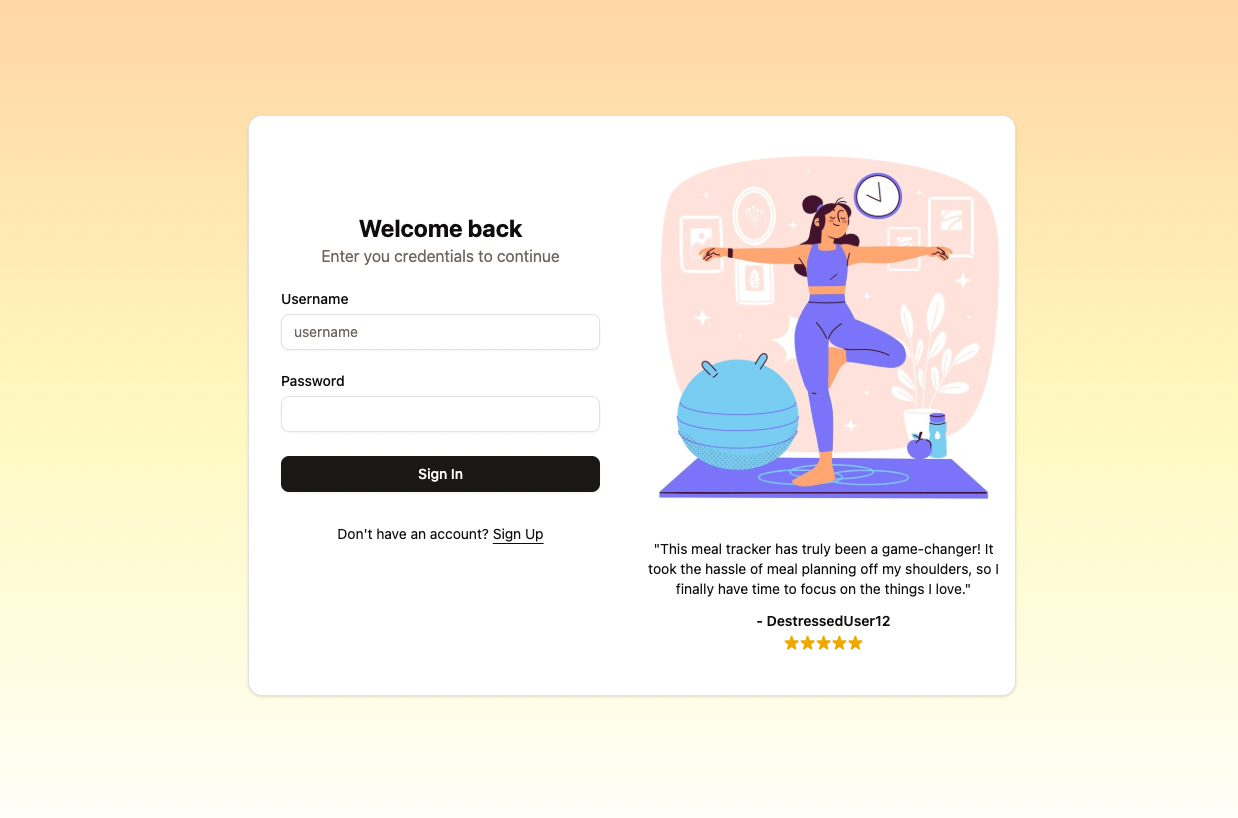 Welcome back
Enter you credentials to continue
Username
username
Password
Sign In
Don't have an account? Sign Up
"This meal tracker has truly been a game-changer! It
took the hassle of meal planning off my shoulders, so I
finally have time to focus on the things I love."
- DestressedUser12